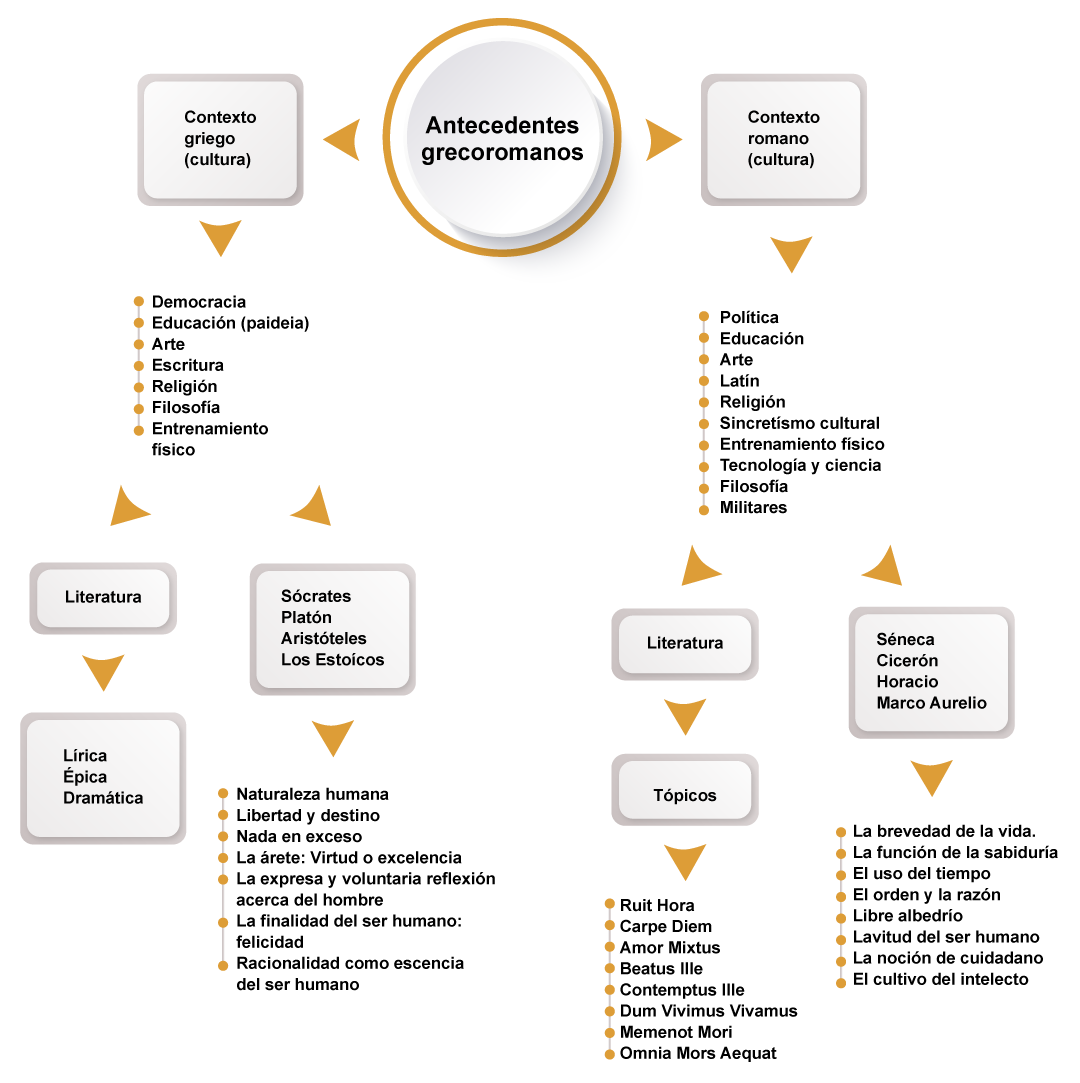 Antecedentes
grecoromanos
Contexto
griego
(cultura)
Democracia
Educación (paideia)
Arte
Escritura
Religión
Filosofía
Entrenamiento
físico
Literatura
Lírica
Épica
Dramática
Sócrates
Platón
Aristóteles
Los Estoícos
Naturaleza humana
Libertad y destino
Nada en exceso
La árete: Virtud o excelencia
La expresa y voluntaria reflexión
acerca del hombre
La finalidad del ser humano:
felicidad
Racionalidad como escencia
del ser humano
Contexto
romano
(cultura)
Política
Educación
Arte
Latín
Religión
Sincretísmo cultural
Entrenamiento físico
Tecnología y ciencia
Filosofía
Militares
Literatura
Tópicos
Ruit Hora
Carpe Diem
Amor Mixtus
Beatus Ille
Contemptus Ille
Dum Vivimus Vivamus
Memenot Mori
Omnia Mors Aequat
Séneca
Cicerón
Horacio
Marco Aurelio
La brevedad de la vida.
La función de la sabiduría
El uso del tiempo
El orden y la razón
Libre albedrío
Lavitud del ser humano
La noción de cuidadano
El cultivo del intelecto